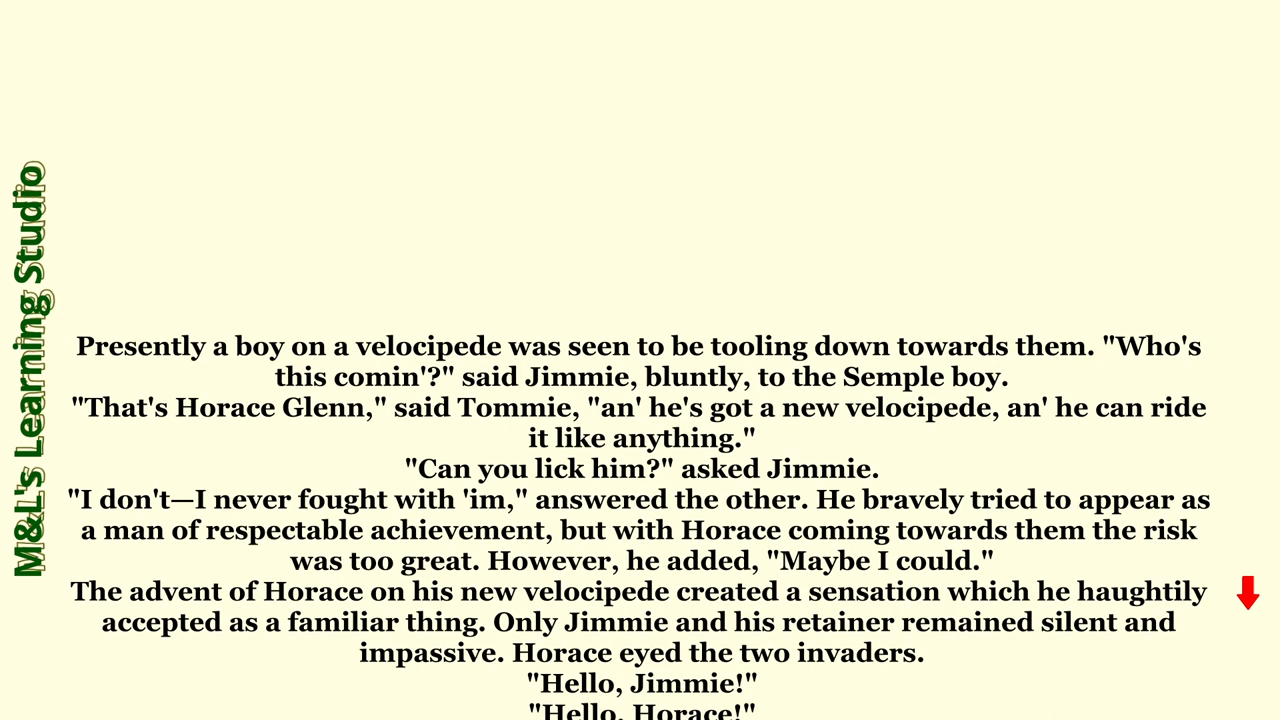 M&L's Learning Studio
Presently a boy on a velocipede was seen to be tooling down towards them. "Who's
this comin'?" said Jimmie, bluntly, to the Semple boy.
"That's Horace Glenn," said Tommie, "an' he's got a new velocipede, an' he can ride
it like anything."
"Can you lick him?" asked Jimmie.
"I don't—I never fought with 'im," answered the other. He bravely tried to appear as
a man of respectable achievement, but with Horace coming towards them the risk
was too great. However, he added, "Maybe I could."
The advent of Horace on his new velocipede created a sensation which he haughtily
accepted as a familiar thing. Only Jimmie and his retainer remained silent and
impassive. Horace eyed the two invaders.
"Hello, Jimmie!"
"Hello, Horace!"